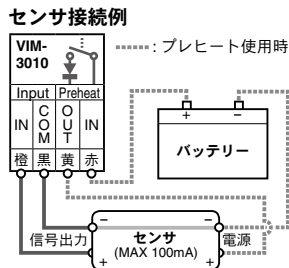 センサ接続例
VIM-
3010
: プレヒート使用時
Input Preheat
IN COM OUT IN
橙 黒 黄 赤
+ −
バッテリー
− −
信号出力 センサ 電源
(MAX 100mA)
+ +